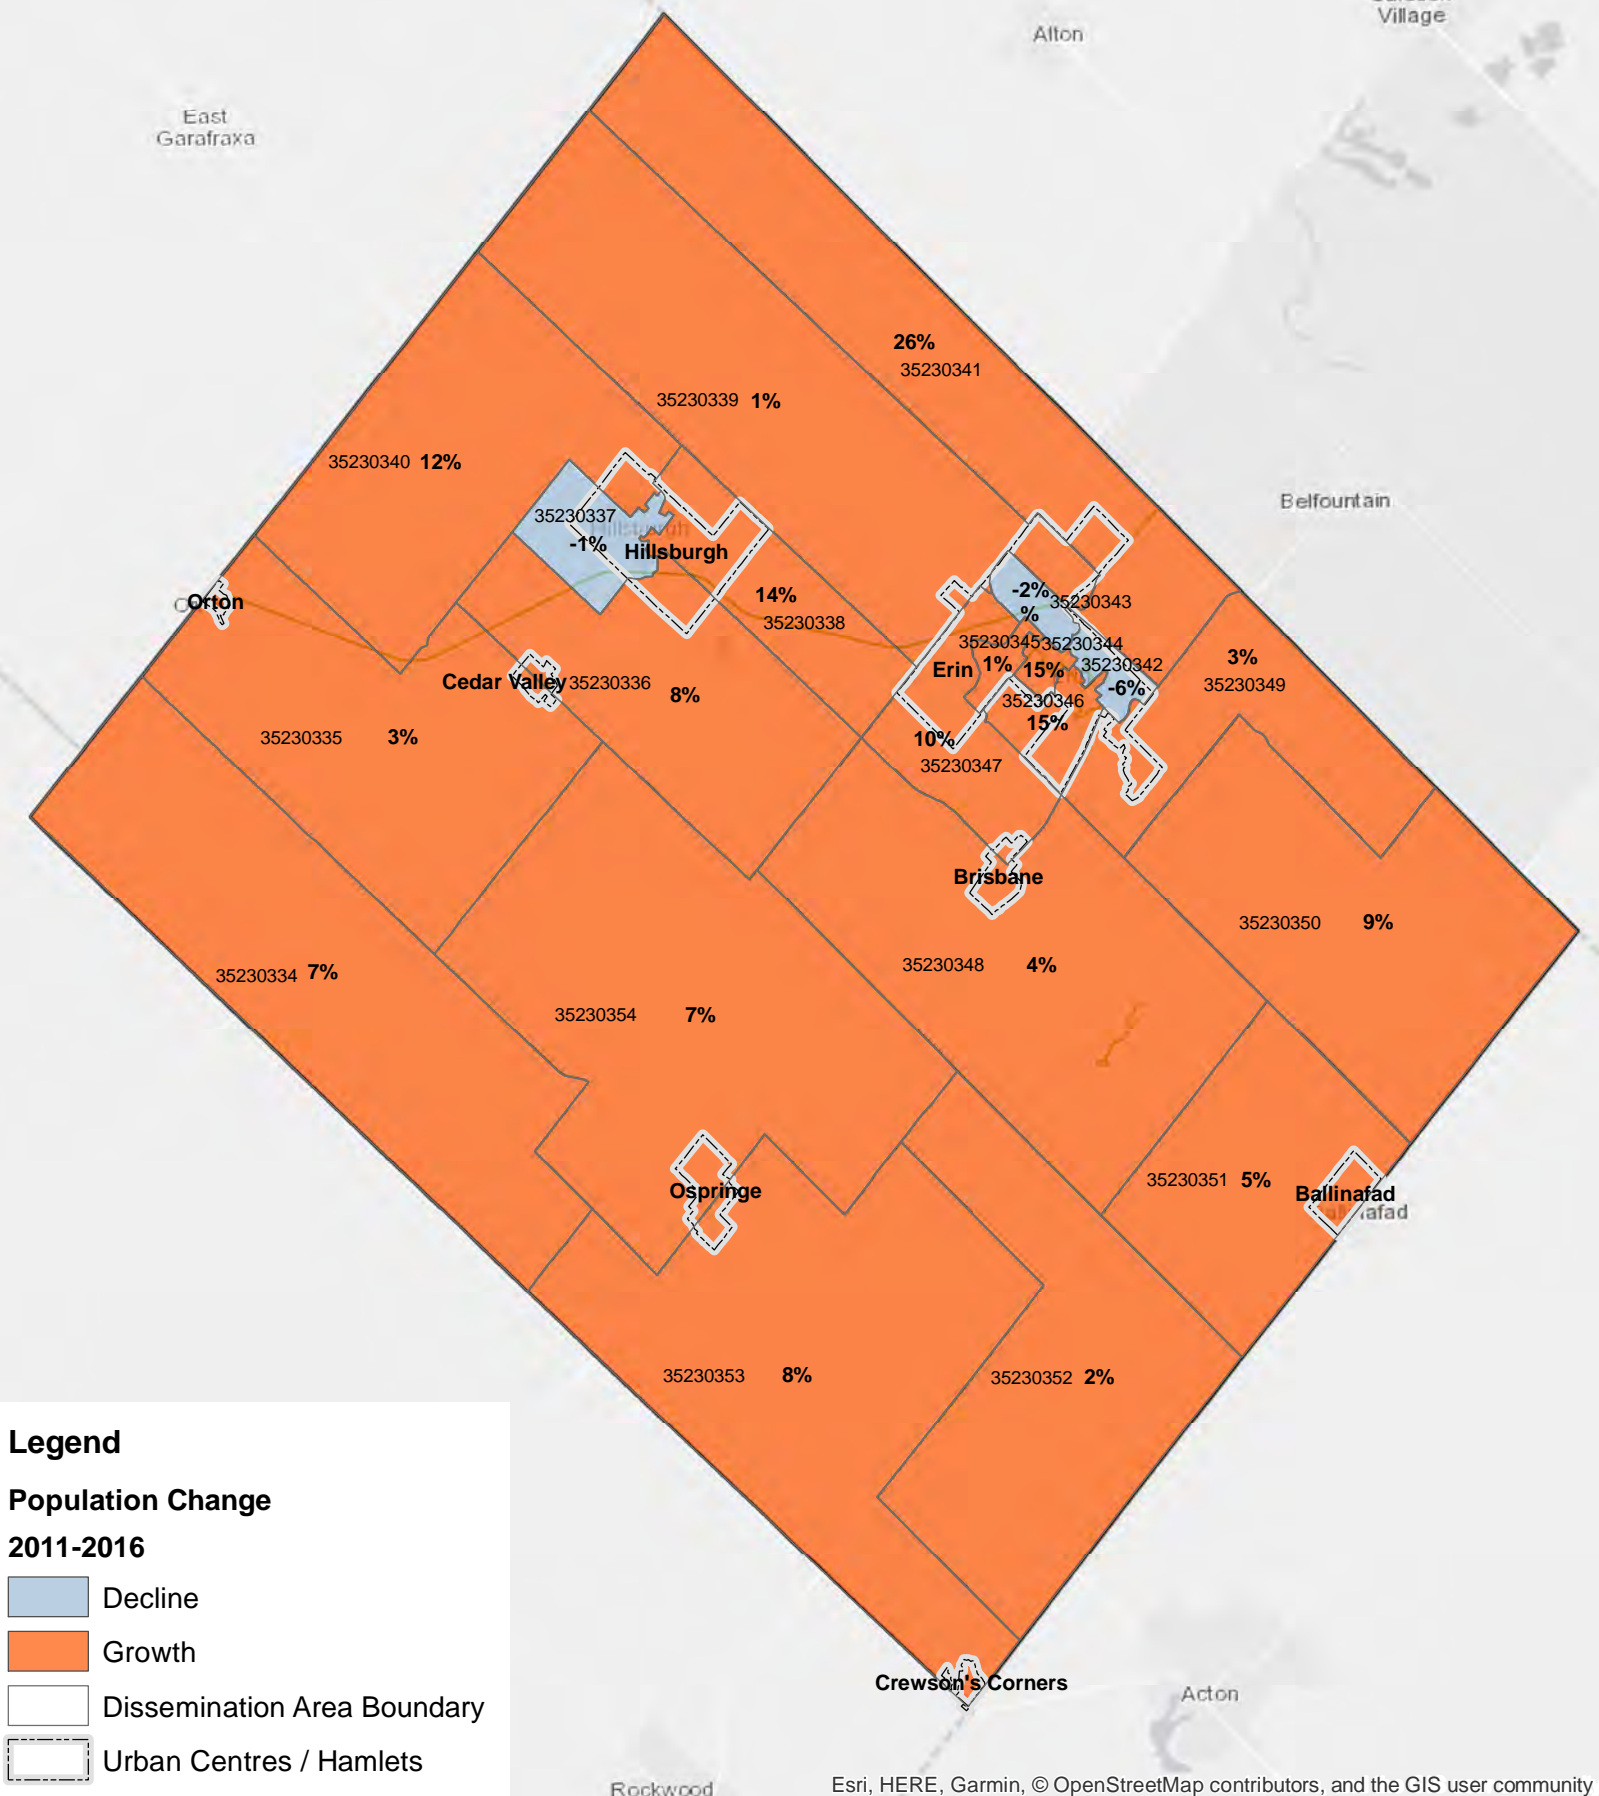 Village
Alton
East
Garafraxa
26%
35230341
35230339 1%
35230340 12%
Belfountain
35230337
Hillsburgh
-1%
Hillsburgh
14%
35230338
-2%
%
35230343
Orton
35230345
35230344
35230342
Erin 1% 15%
-6%
3%
35230349
Cedar Valley
35230336 8%
35230346
15%
35230335 3%
10%
35230347
Brisbane
35230350 9%
35230348 4%
35230334 7%
35230354 7%
35230351 5%
Ballinafad
Ospringe
35230353 8%
35230352 2%
Legend
Population Change
2011-2016
Decline
Growth
Dissemination Area Boundary
Urban Centres / Hamlets
Crewson's Corners
Acton
Rockwood
Esri, HERE, Garmin, © OpenStreetMap contributors, and the GIS user community